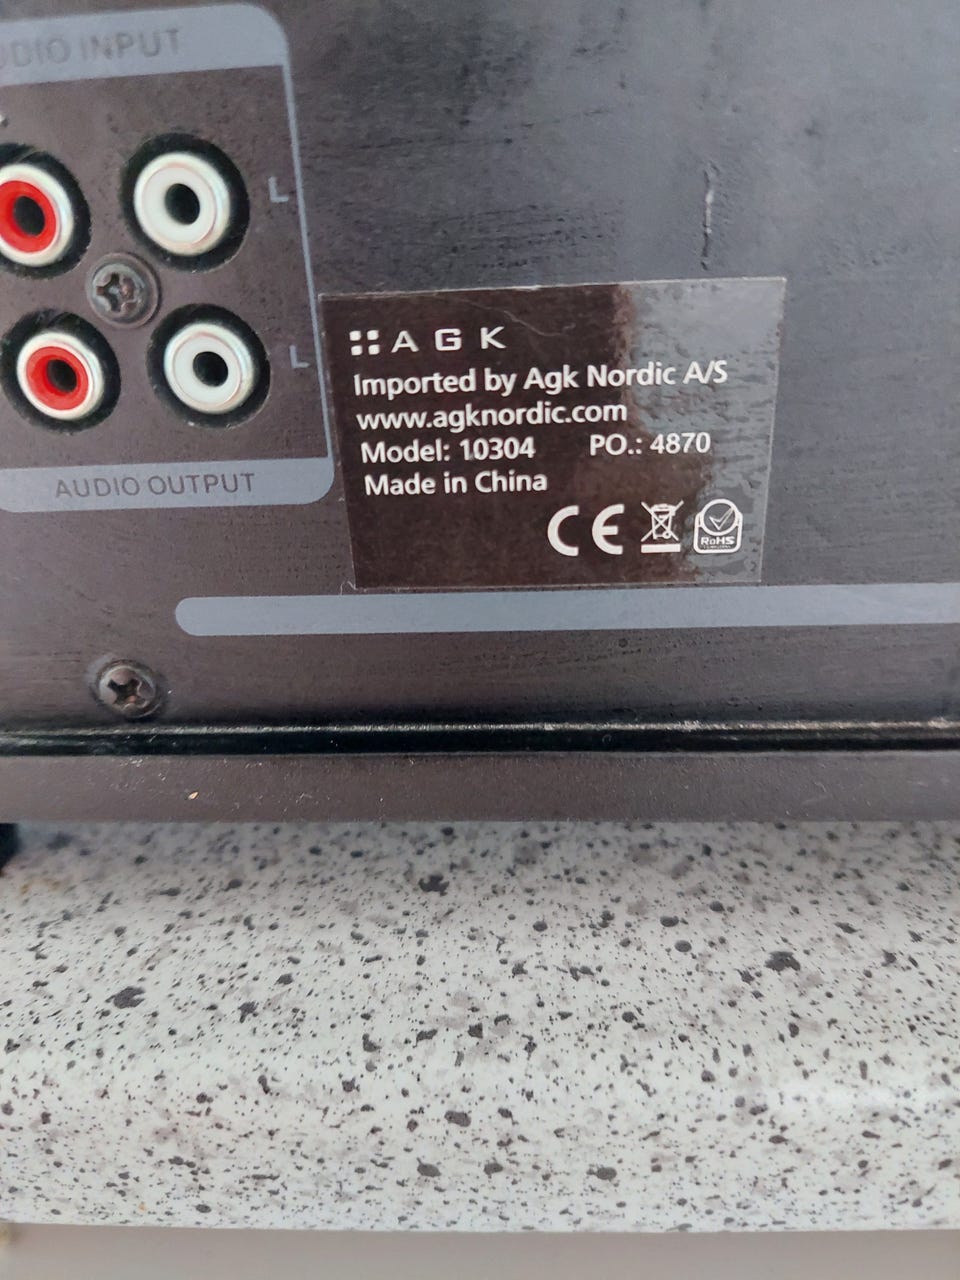 AUDIO INPUT
L
L
AUDIO OUTPUT
AGK
Imported by Agk Nordic A/S
www.agknordic.com
Model: 10304 PO.: 4870
Made in China
CE
RoHS